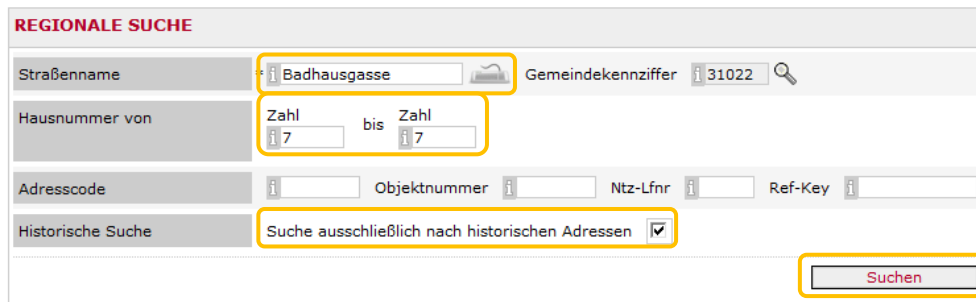 REGIONALE SUCHE
Straßenname * Badhausgasse Gemeindekennziffer 31022
Hausnummer von Zahl 7 bis Zahl 7
Adresscode Objektnummer Ntz-Lfnr Ref-Key
Historische Suche Suche ausschließlich nach historischen Adressen
Suchen